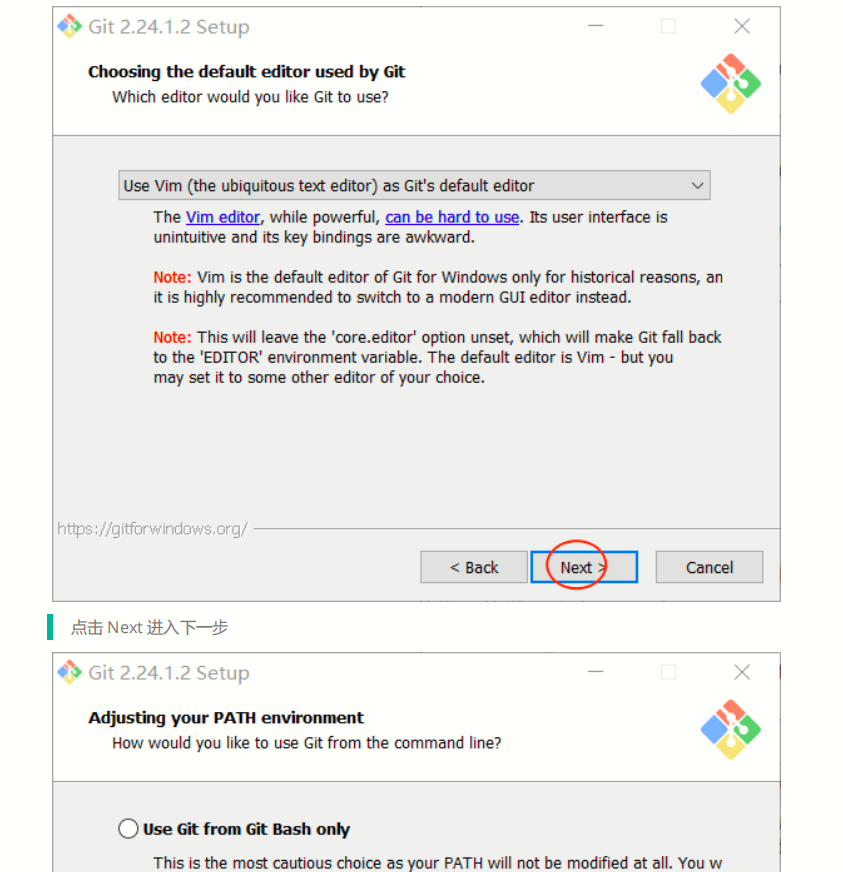 Git 2.24.1.2 Setup
Choosing the default editor used by Git
Which editor would you like Git to use?
Use Vim (the ubiquitous text editor) as Git's default editor
The Vim editor, while powerful, can be hard to use. Its user interface is
unintuitive and its key bindings are awkward.
Note: Vim is the default editor of Git for Windows only for historical reasons, an
it is highly recommended to switch to a modern GUI editor instead.
Note: This will leave the 'core.editor' option unset, which will make Git fall back
to the 'EDITOR' environment variable. The default editor is Vim - but you
may set it to some other editor of your choice.
https://gitforwindows.org/
< Back
Next >
Cancel
点击 Next 进入下一步
Git 2.24.1.2 Setup
Adjusting your PATH environment
How would you like to use Git from the command line?
Use Git from Git Bash only
This is the most cautious choice as your PATH will not be modified at all. You w